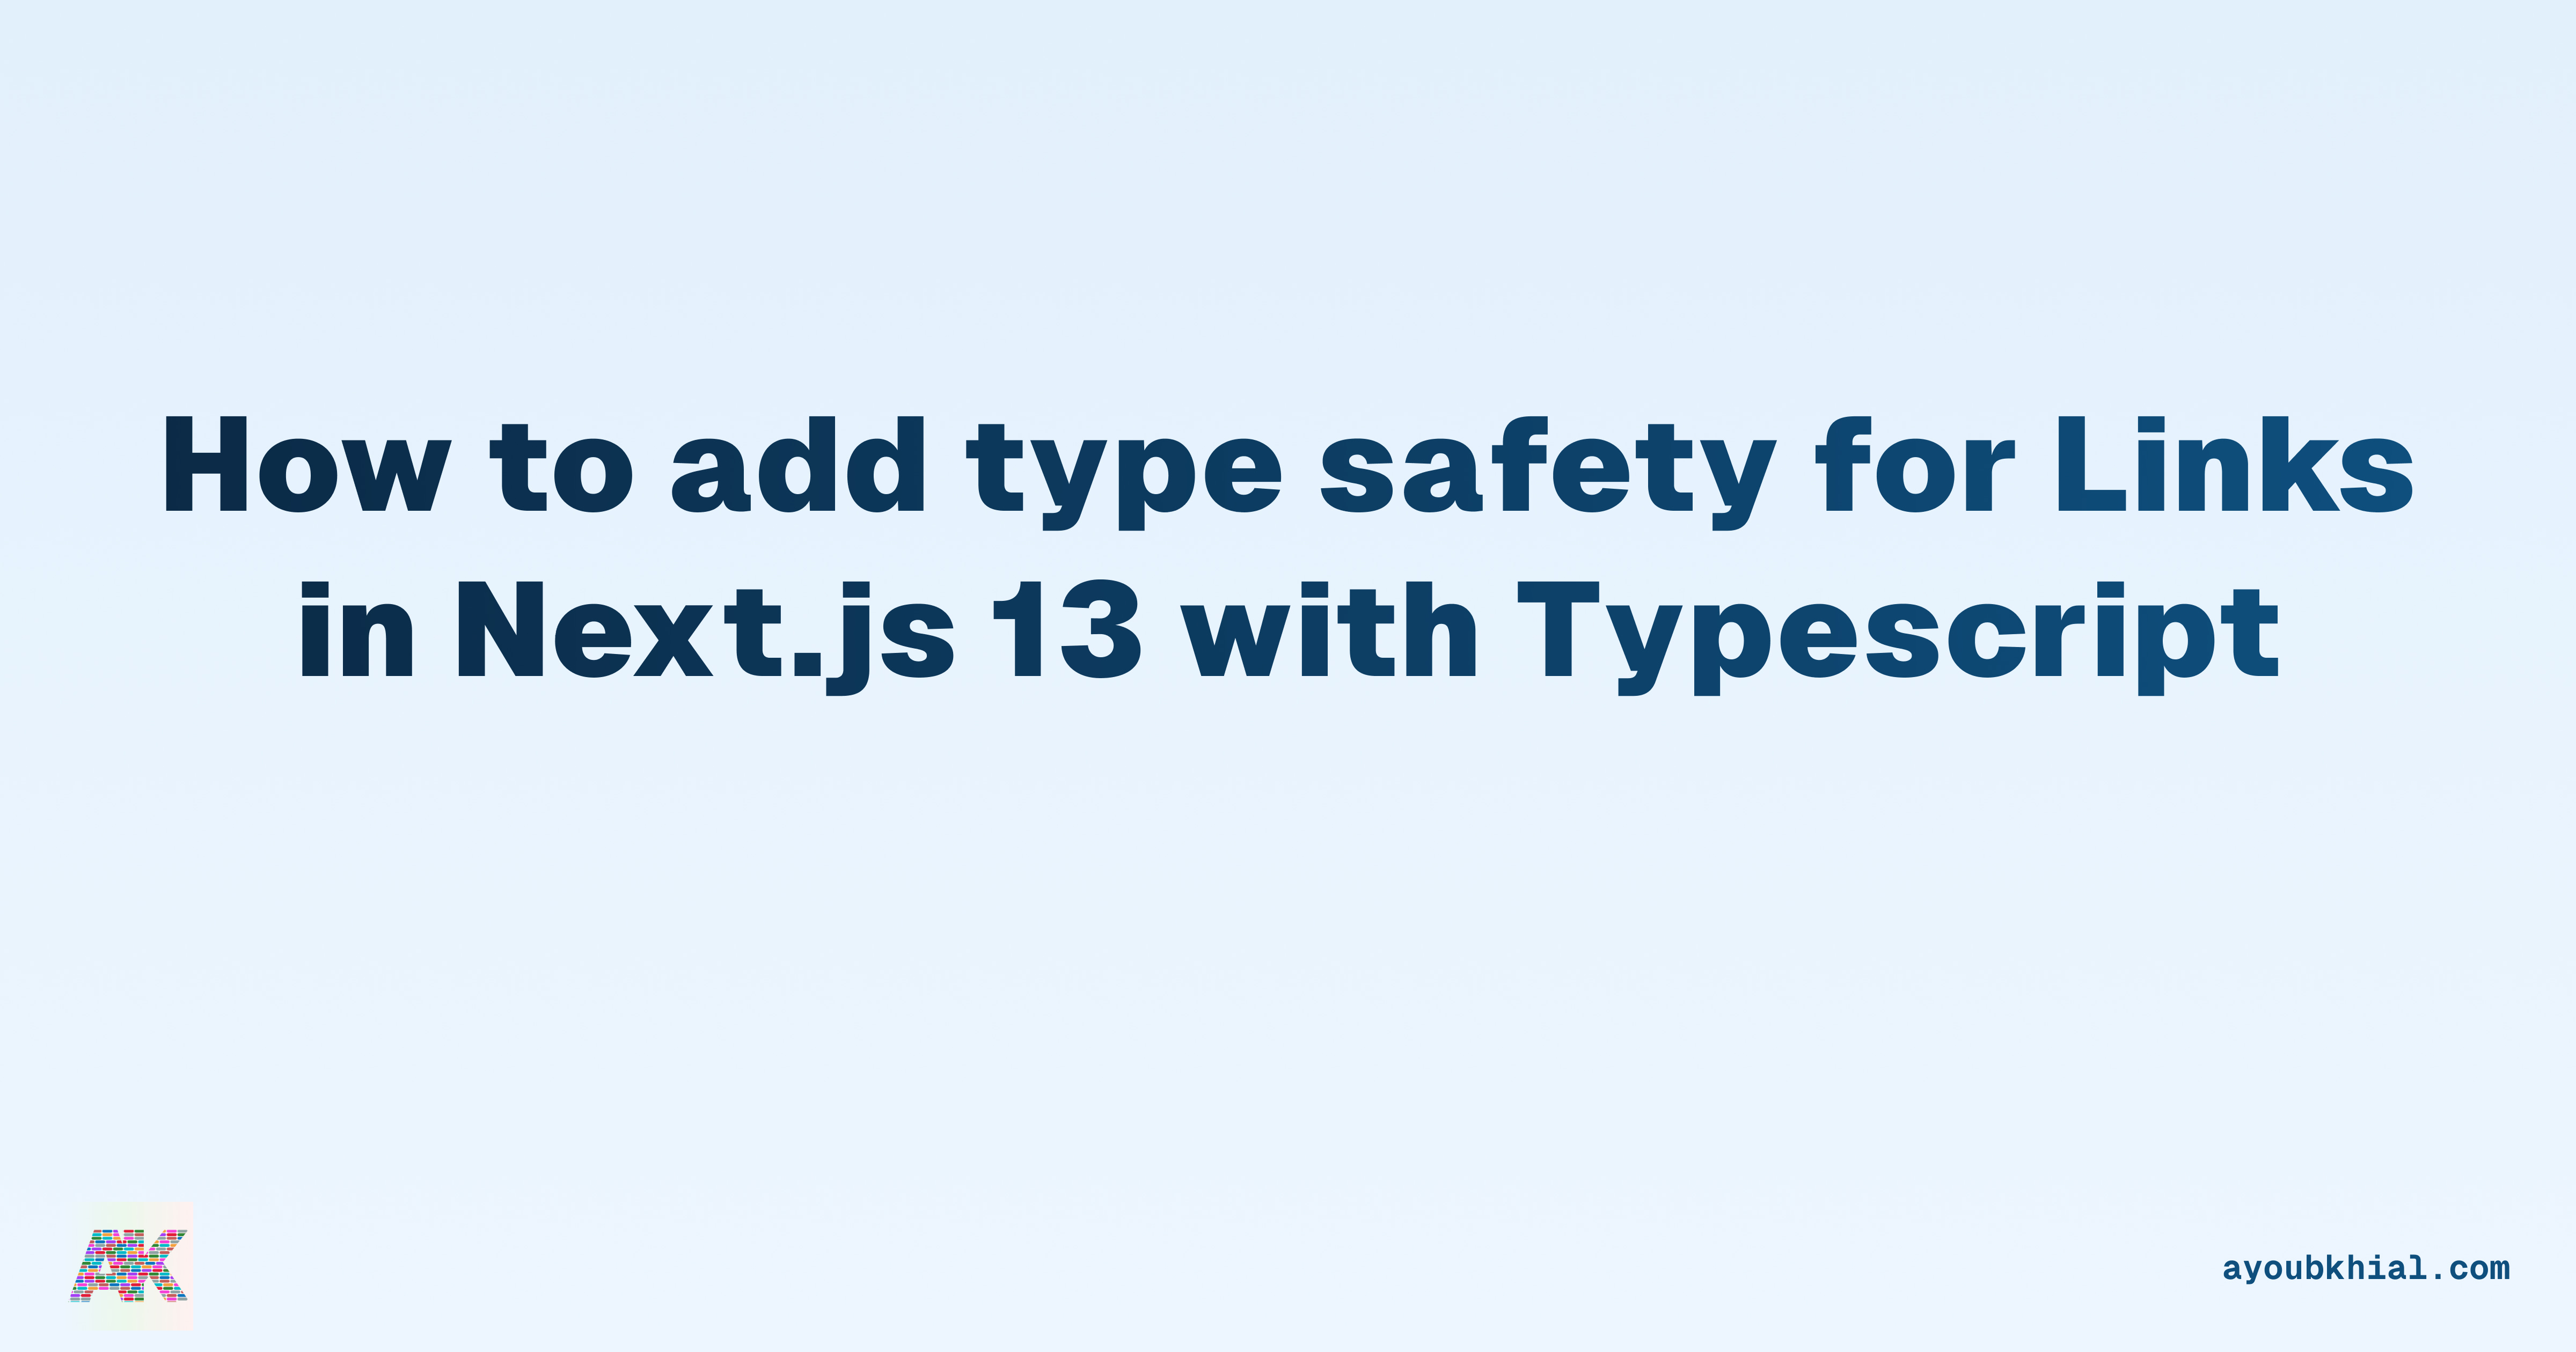 How to add type safety for Links
in Next.js 13 with Typescript
AK
ayoubkhial.com